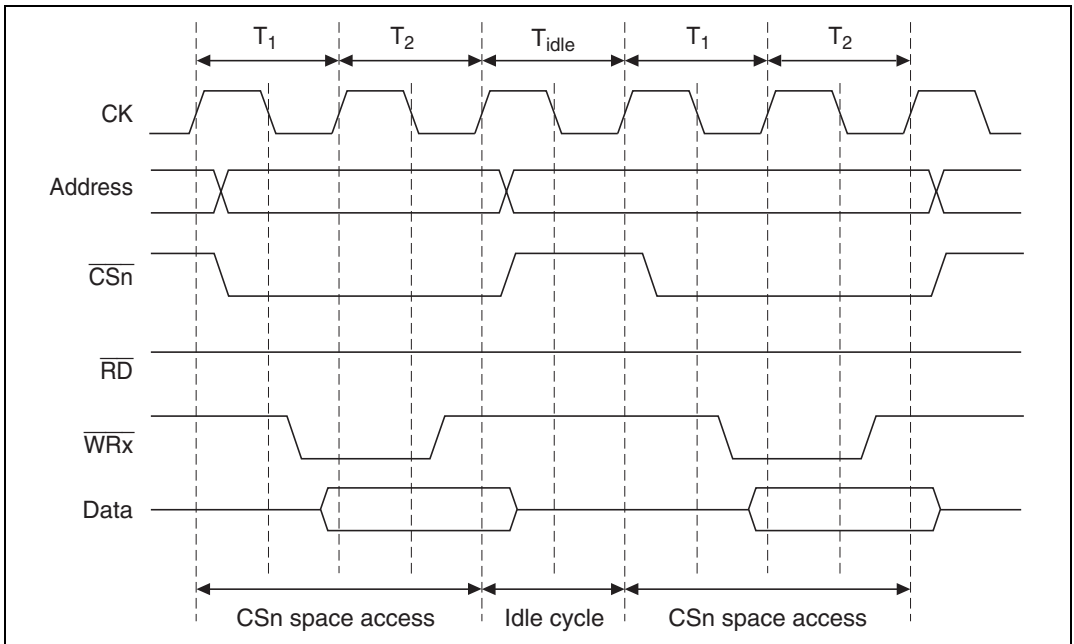 T1 T2 Tidle T1 T2
CK
Address
CSn
RD
WRx
Data
CSn space access Idle cycle CSn space access